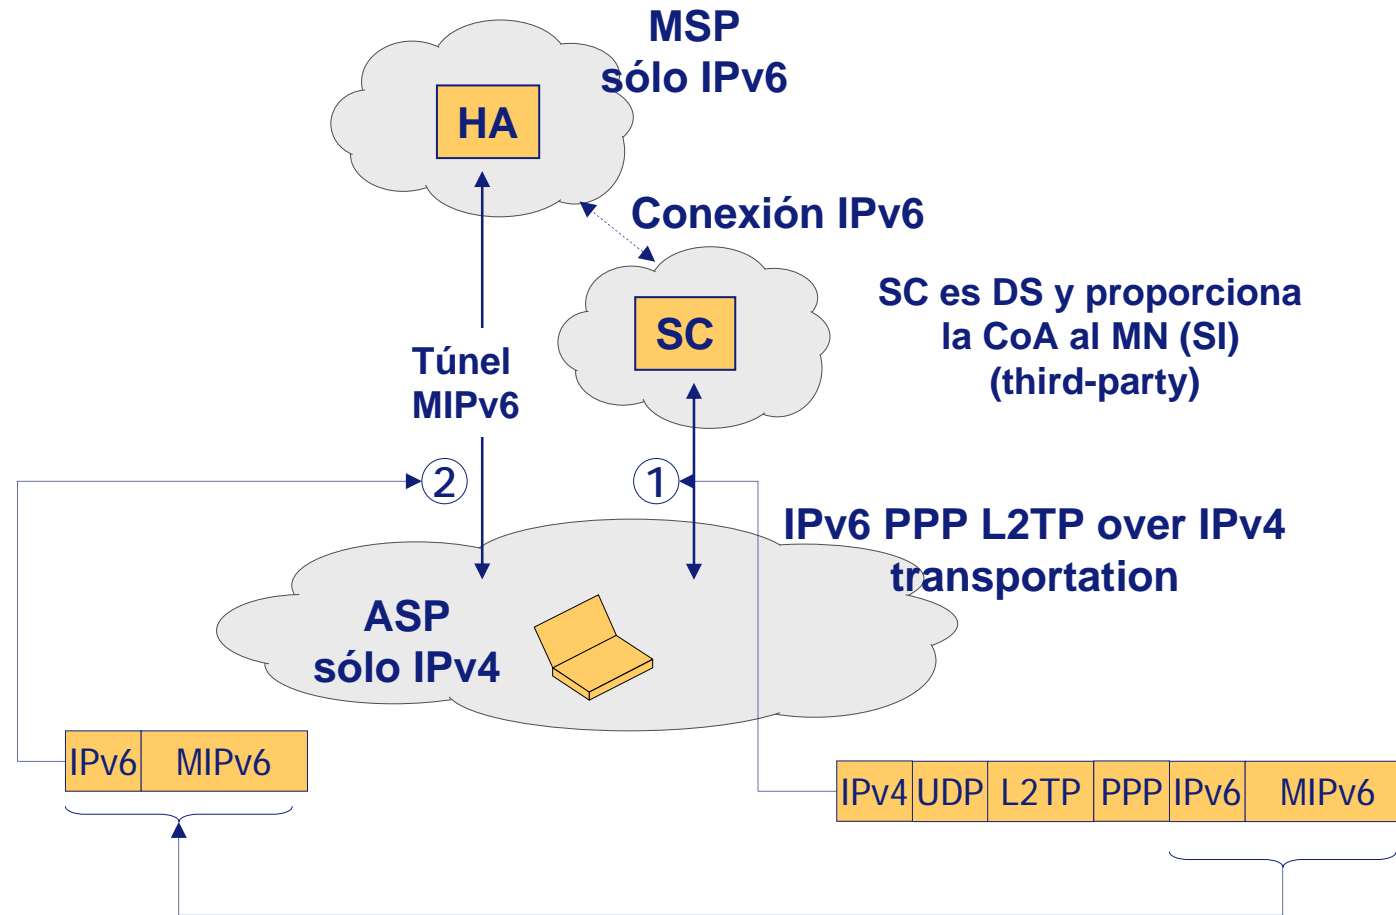 MSP
sólo IPv6
HA
Conexión IPv6
SC
SC es DS y proporciona
la CoA al MN (SI)
(third-party)
Túnel
MIPv6
2
1
IPv6 PPP L2TP over IPv4
transportation
ASP
sólo IPv4
IPv6 MIPv6
IPv4 UDP L2TP PPP IPv6 MIPv6